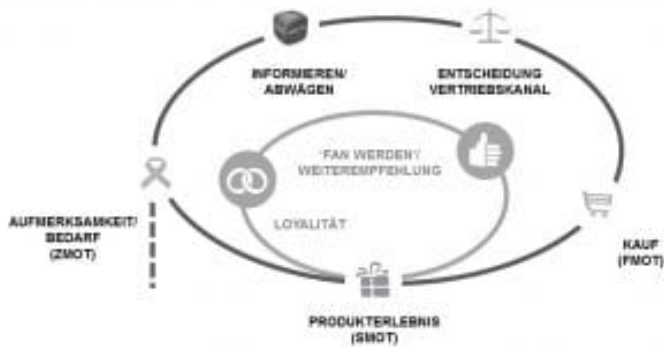 INFORMIEREN/
ABWÄGEN
ENTSCHEIDUNG
VERTRIEBSKANAL
"FAN WERDEN"/
WEITEREMPFEHLUNG
LOYALITÄT
AUFMERKSAMKEIT/
BEDARF
(ZMOT)
KAUF
(FMOT)
PRODUKTERLEBNIS
(SMOT)